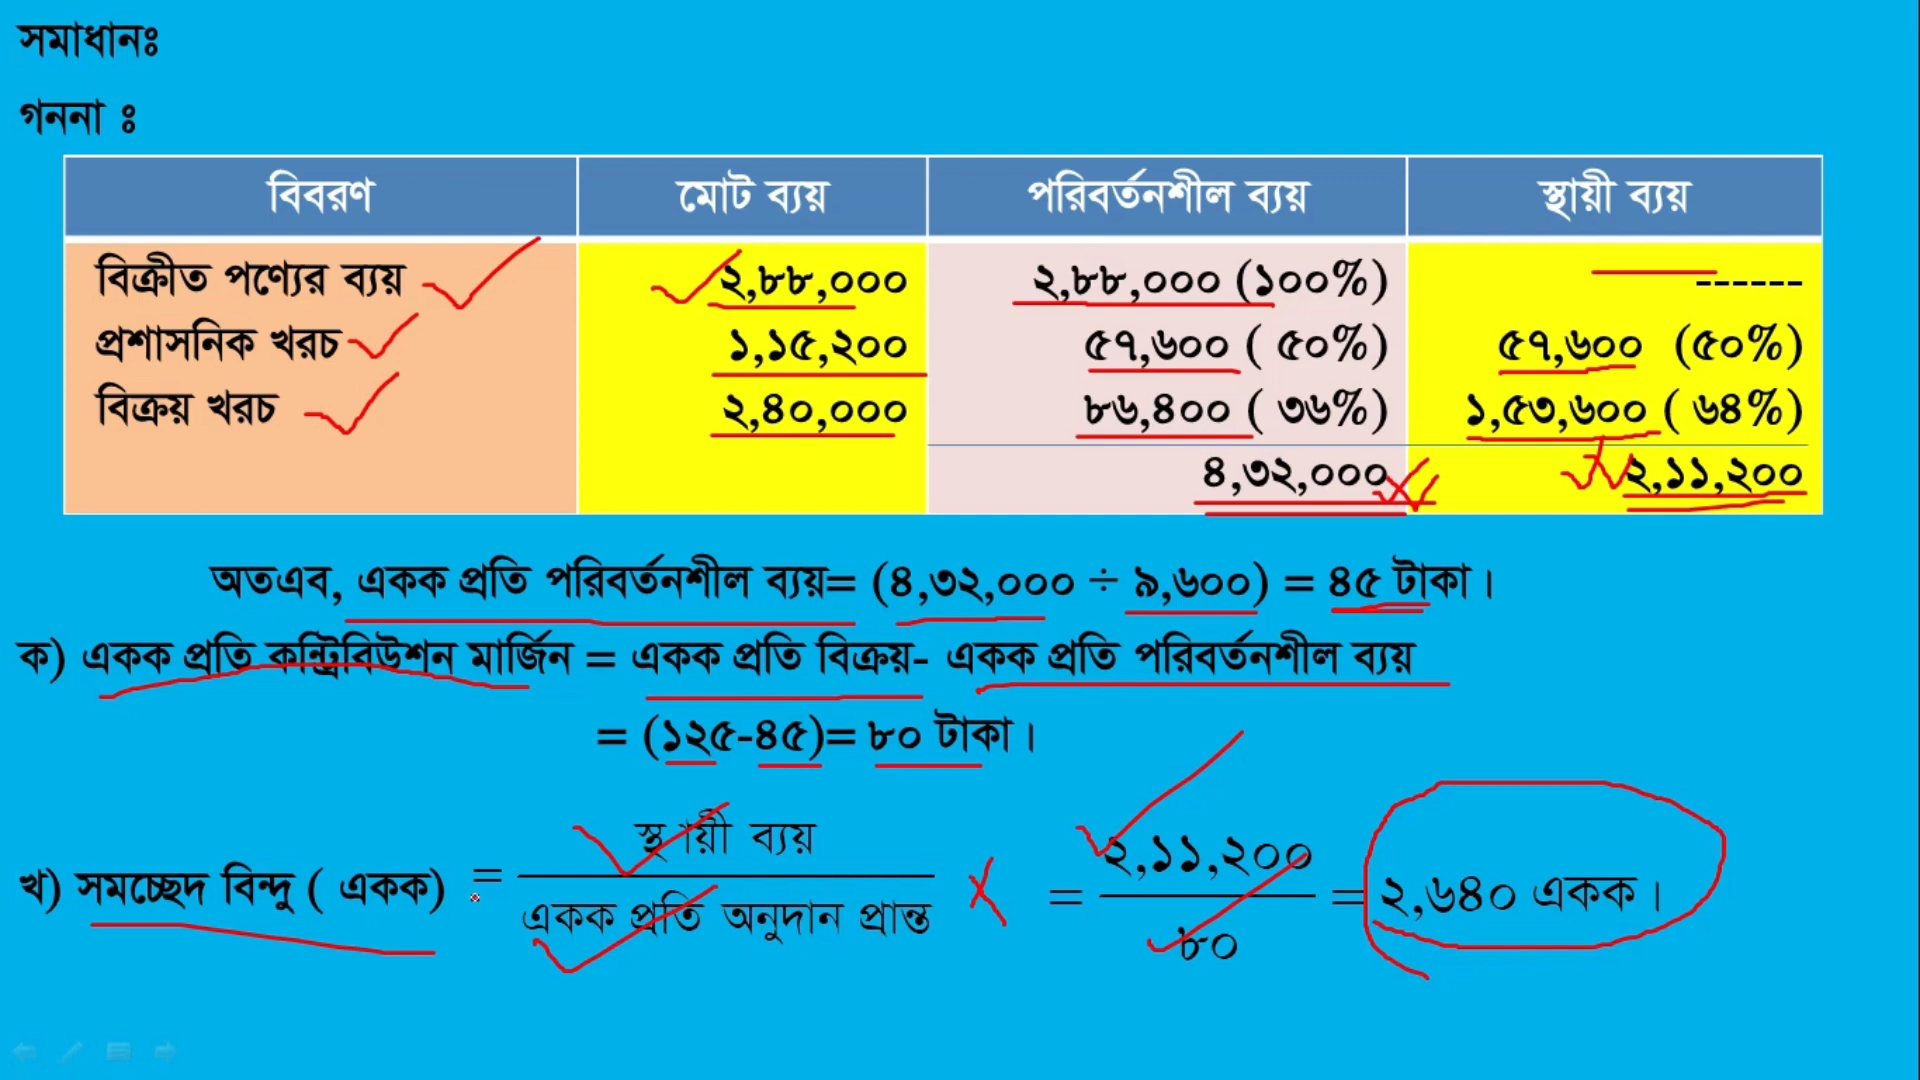 সমাধানঃ
গননা ঃ
বিবরণ মোট ব্যয় পরিবর্তনশীল ব্যয় স্থায়ী ব্যয়
বিক্রীত পণ্যের ব্যয় ২,৮৮,০০০ ২,৮৮,০০০ (১০০%) ------
প্রশাসনিক খরচ ১,১৫,২০০ ৫৭,৬০০ ( ৫০%) ৫৭,৬০০ (৫০%)
বিক্রয় খরচ ২,৪০,০০০ ৮৬,৪০০ ( ৩৬%) ১,৫৩,৬০০ ( ৬৪%)
৪,৩২,০০০ ২,১১,২০০
অতএব, একক প্রতি পরিবর্তনশীল ব্যয়= (৪,৩২,০০০ ÷ ৯,৬০০) = ৪৫ টাকা।
ক) একক প্রতি কন্ট্রিবিউশন মার্জিন = একক প্রতি বিক্রয়- একক প্রতি পরিবর্তনশীল ব্যয়
= (১২৫-৪৫)= ৮০ টাকা।
স্থায়ী ব্যয় ২,১১,২০০
খ) সমচ্ছেদ বিন্দু ( একক) = = = ২,৬৪০ একক।
একক প্রতি অনুদান প্রান্ত ৮০